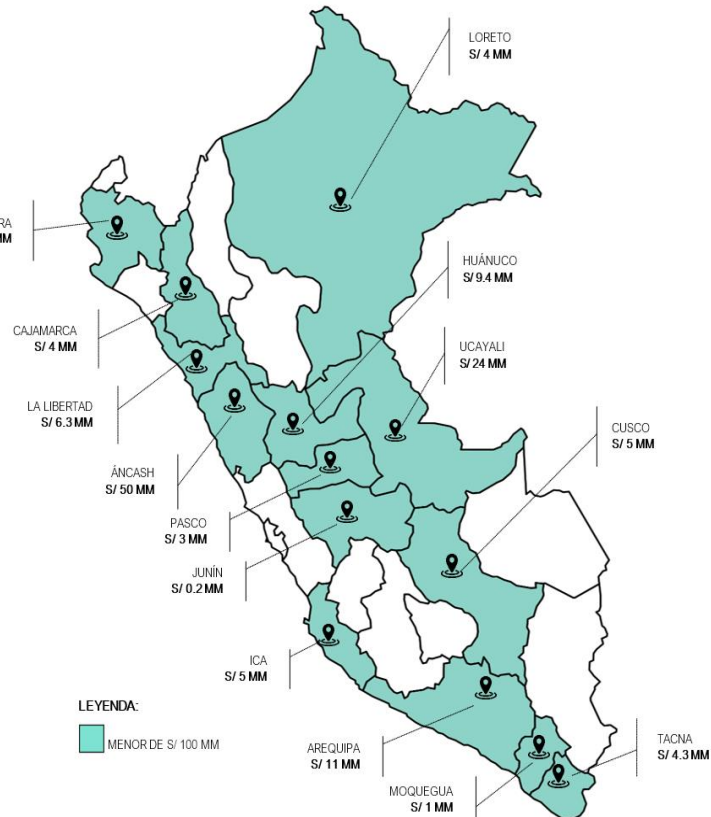 LORETO
S/ 4 MM
RA
MM
HUÁNUCO
S/ 9.4 MM
CAJAMARCA
S/ 4 MM
UCAYALI
S/ 24 MM
LA LIBERTAD
S/ 6.3 MM
CUSCO
S/ 5 MM
ÁNCASH
S/ 50 MM
PASCO
S/ 3 MM
JUNÍN
S/ 0.2 MM
ICA
S/ 5 MM
LEYENDA:
MENOR DE S/ 100 MM
AREQUIPA
S/ 11 MM
TACNA
S/ 4.3 MM
MOQUEGUA
S/ 1 MM